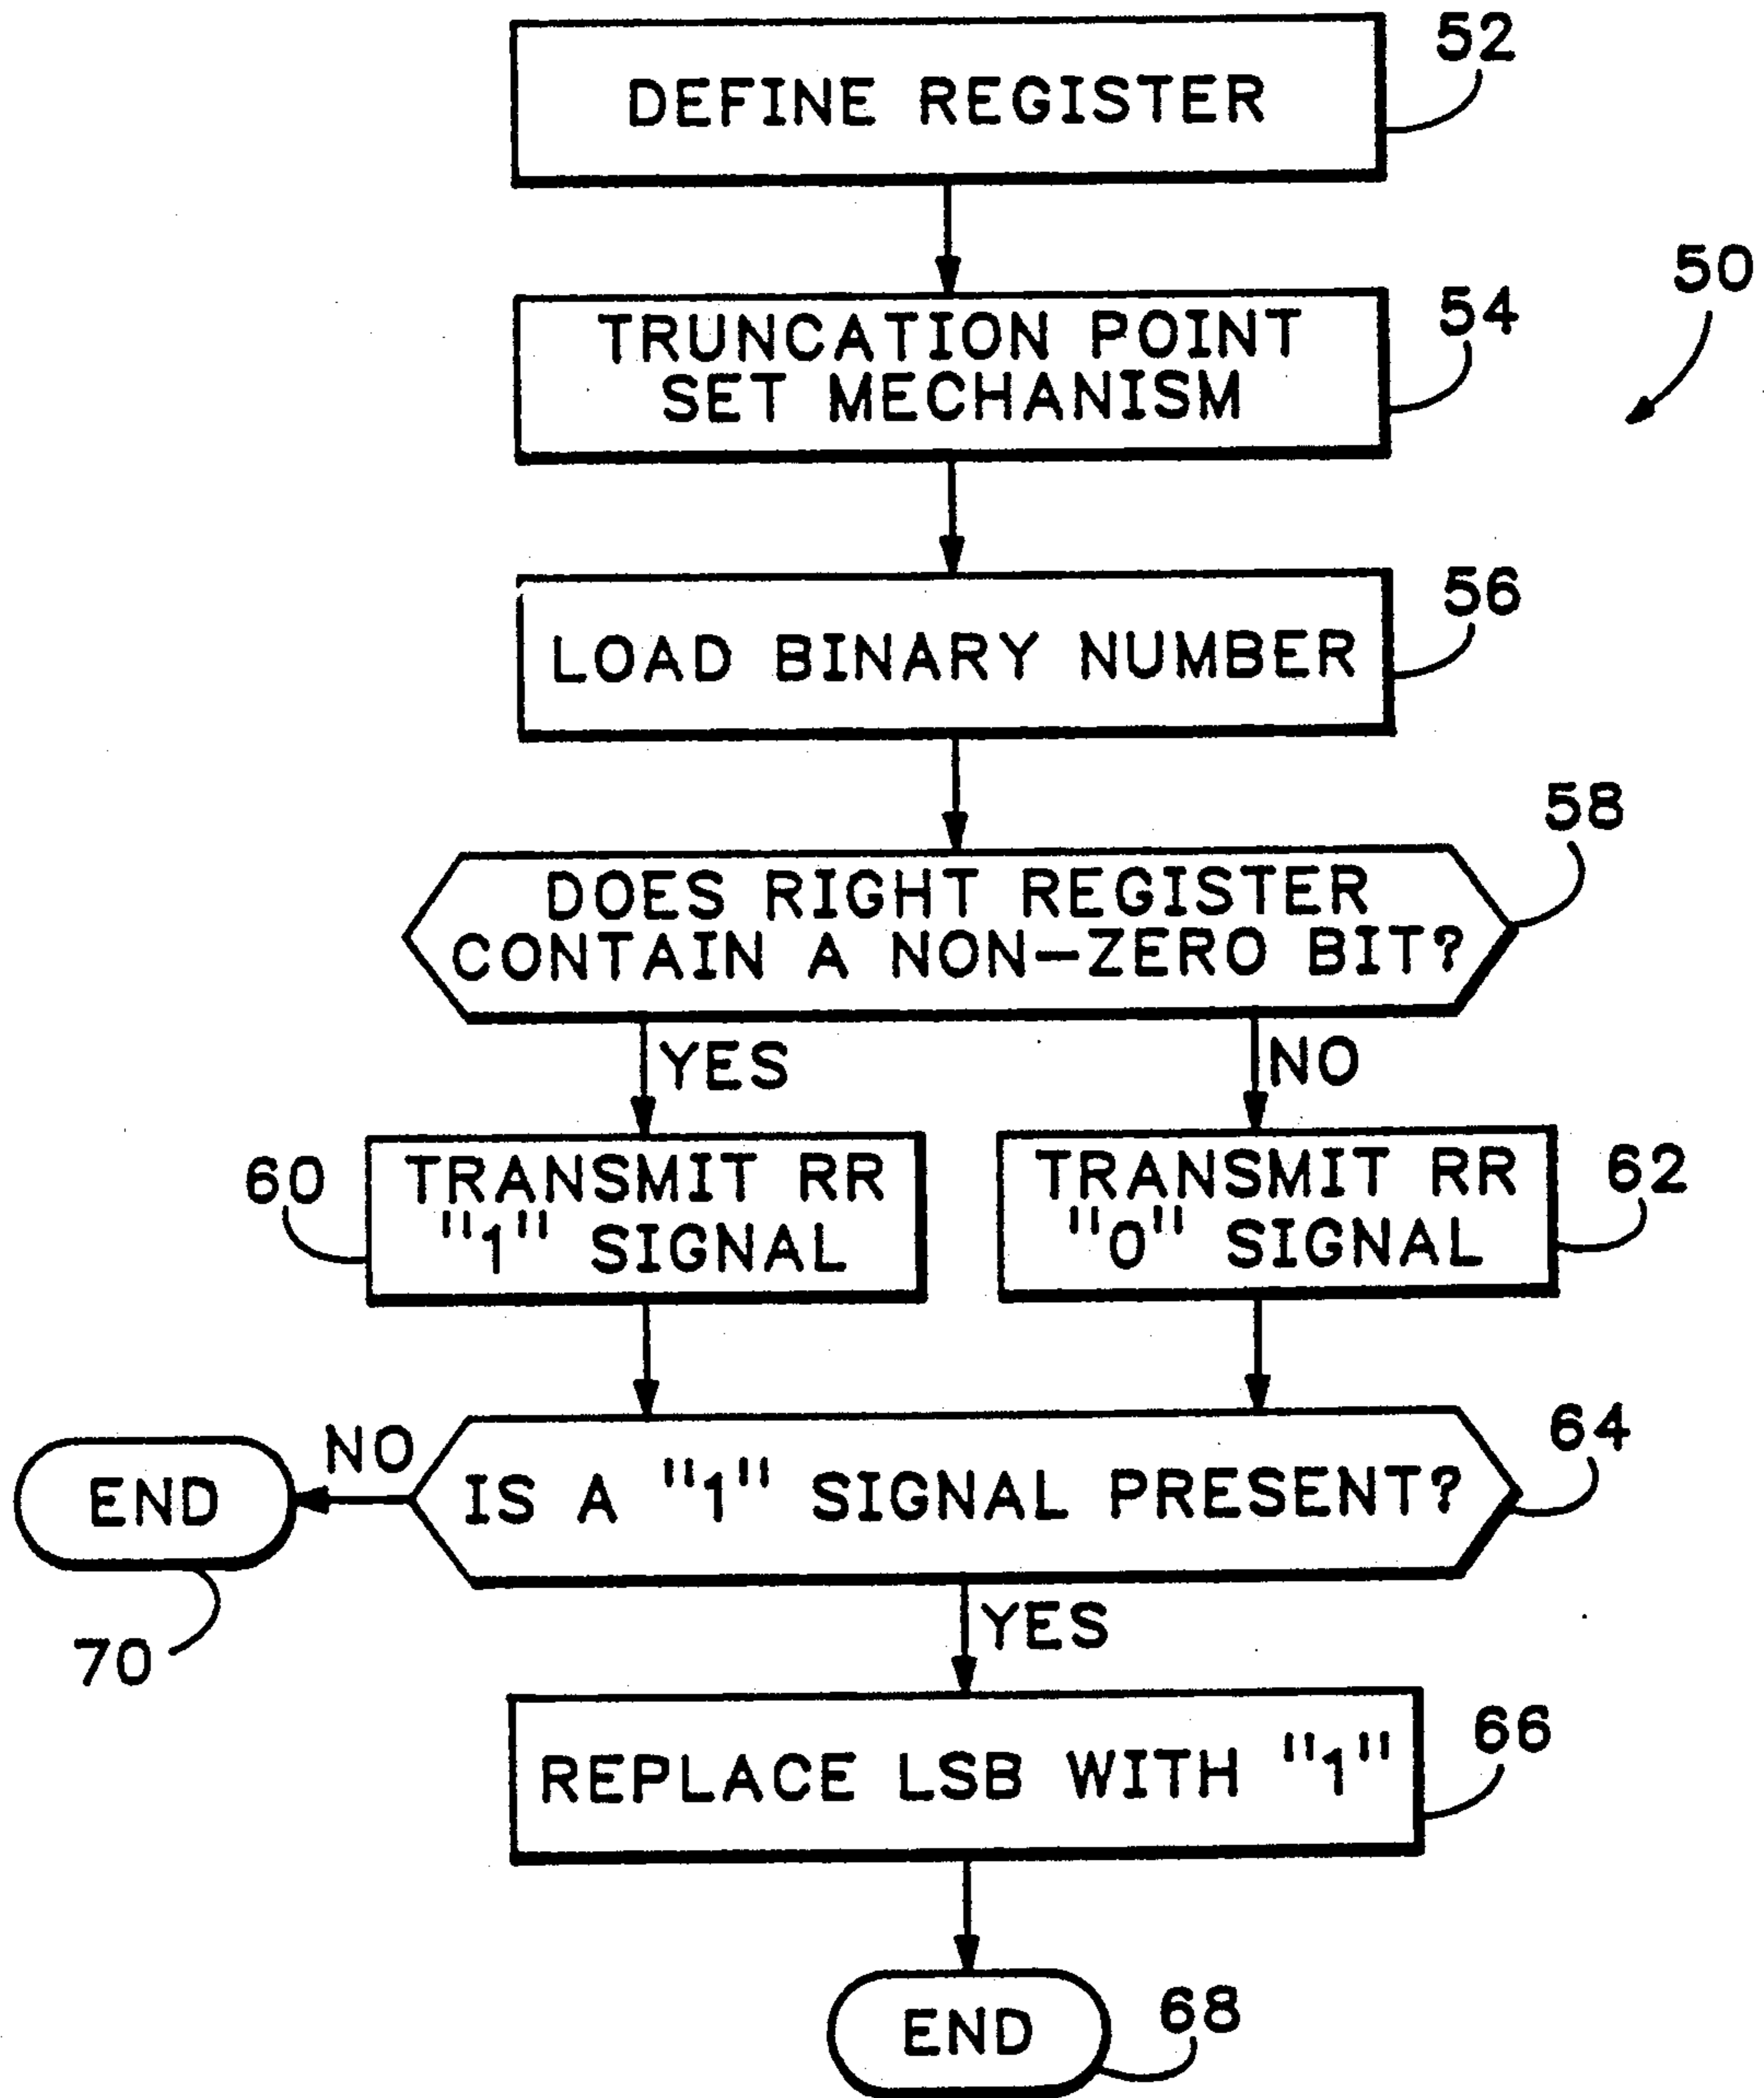 DEFINE REGISTER
52
50
TRUNCATION POINT
SET MECHANISM
54
LOAD BINARY NUMBER
56
58
DOES RIGHT REGISTER
CONTAIN A NON-ZERO BIT?
YES
NO
60
TRANSMIT RR
"1" SIGNAL
TRANSMIT RR
"0" SIGNAL
62
END
NO
IS A "1" SIGNAL PRESENT?
64
70
YES
REPLACE LSB WITH "1"
66
END
68